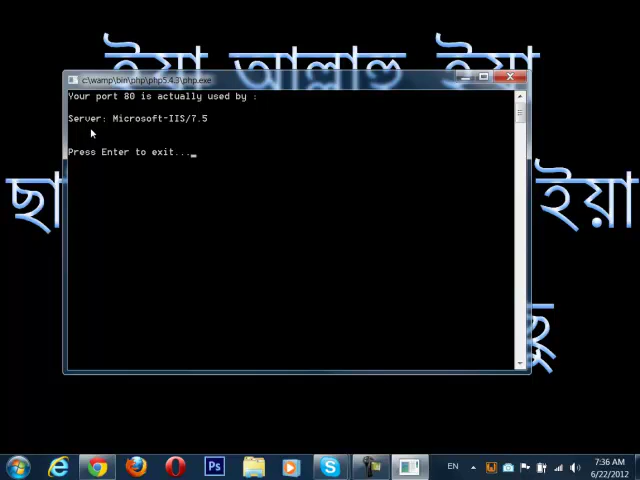 ইয়া আল্লাহু ইয়া
c:\wamp\bin\php\php5.4.3\php.exe
Your port 80 is actually used by :
Server: Microsoft-IIS/7.5
Press Enter to exit..._
ইয়া
EN
7:36 AM
6/22/2012
Ps